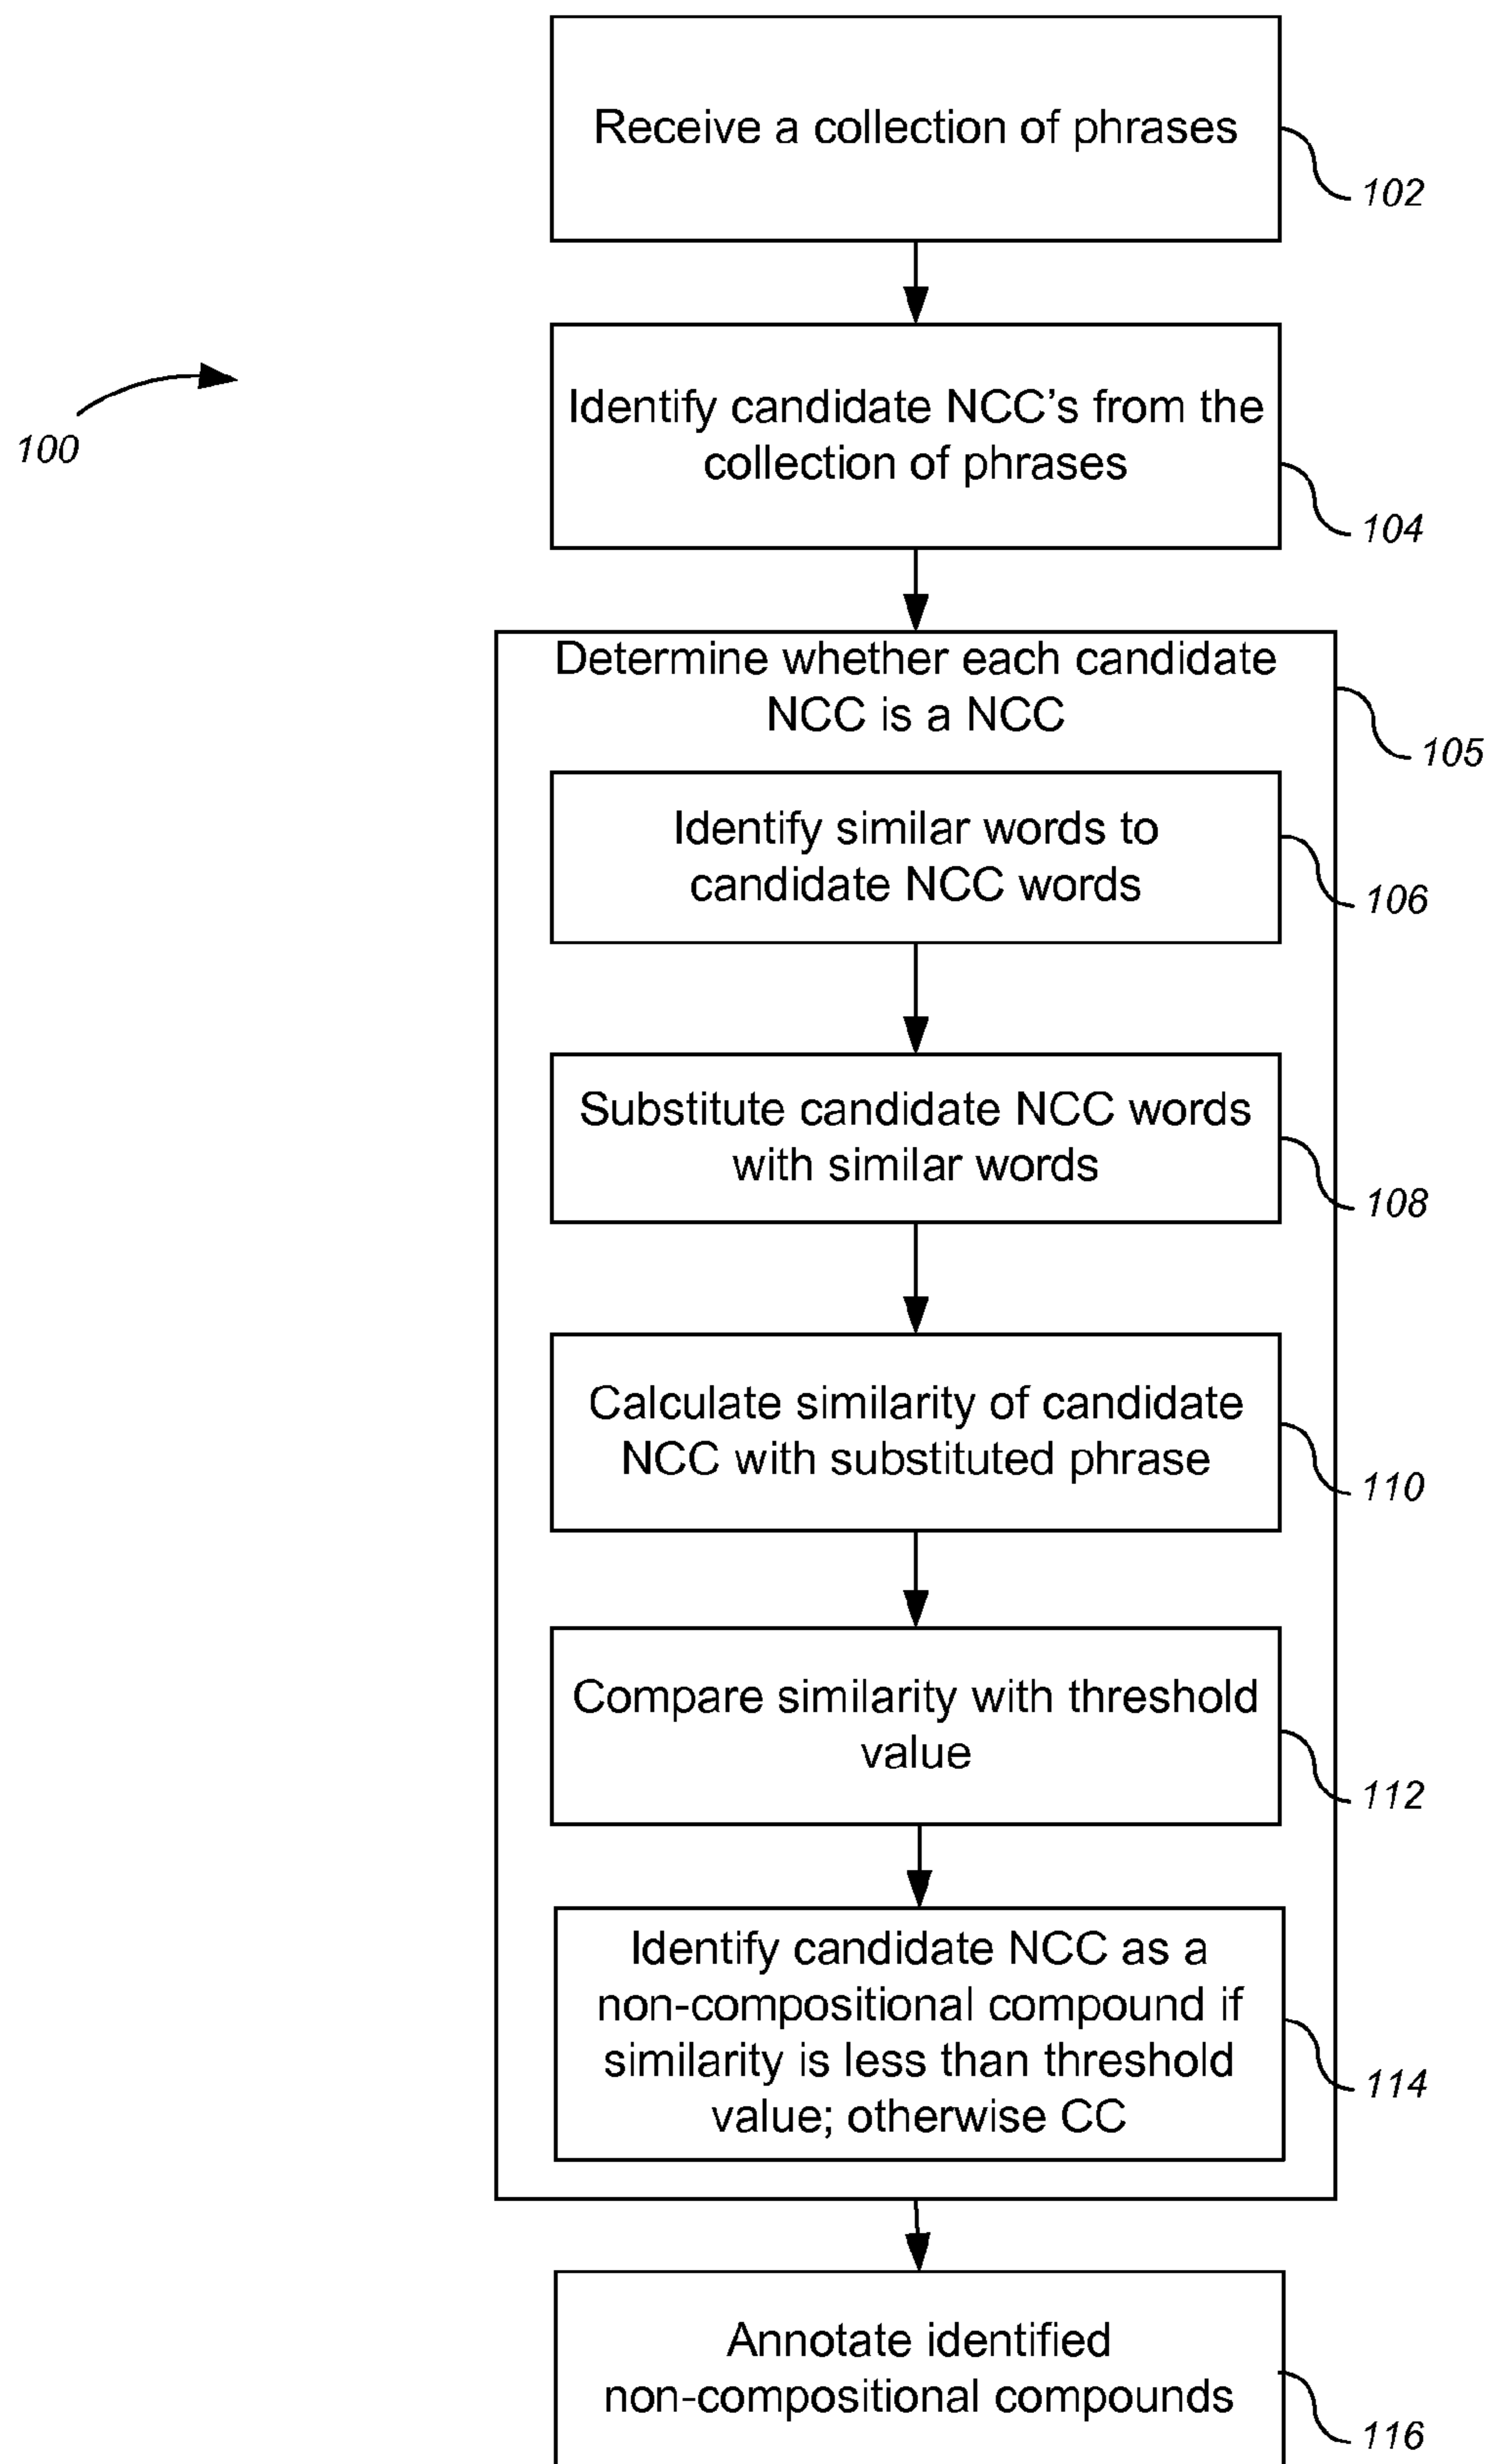 Receive a collection of phrases
102
100
Identify candidate NCC's from the
collection of phrases
104
Determine whether each candidate
NCC is a NCC
105
Identify similar words to
candidate NCC words
106
Substitute candidate NCC words
with similar words
108
Calculate similarity of candidate
NCC with substituted phrase
110
Compare similarity with threshold
value
112
Identify candidate NCC as a
non-compositional compound if
similarity is less than threshold
value; otherwise CC
114
Annotate identified
non-compositional compounds
116